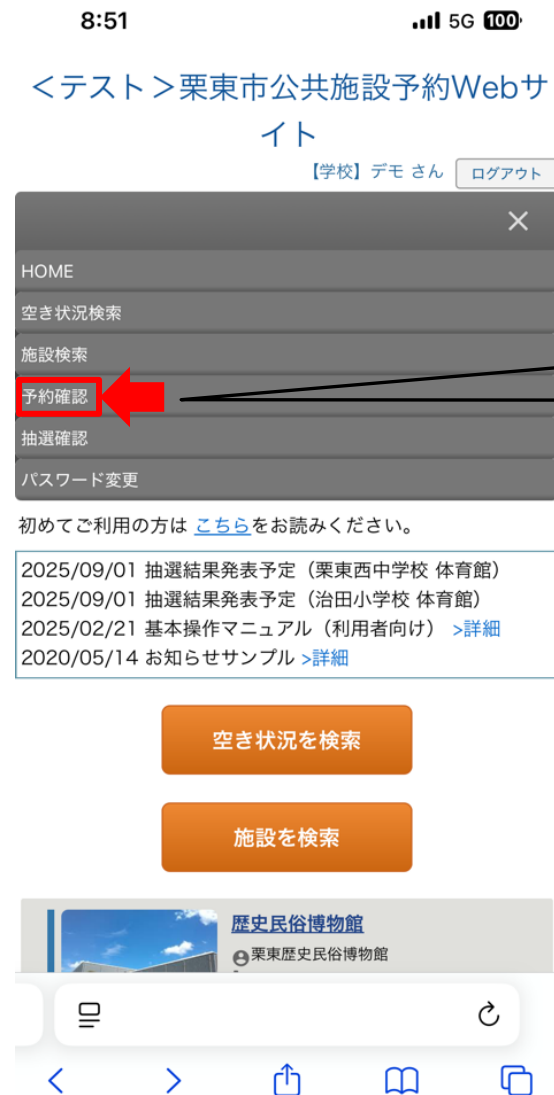 8:51
5G 100
＜テスト＞栗東市公共施設予約Webサ
イト
【学校】デモ さん ログアウト
HOME
空き状況検索
施設検索
予約確認
抽選確認
パスワード変更
初めてご利用の方は こちらをお読みください。
2025/09/01 抽選結果発表予定（栗東西中学校 体育館）
2025/09/01 抽選結果発表予定（治田小学校 体育館）
2025/02/21 基本操作マニュアル（利用者向け） >詳細
2020/05/14 お知らせサンプル >詳細
空き状況を検索
施設を検索
歴史民俗博物館
栗東歴史民俗博物館